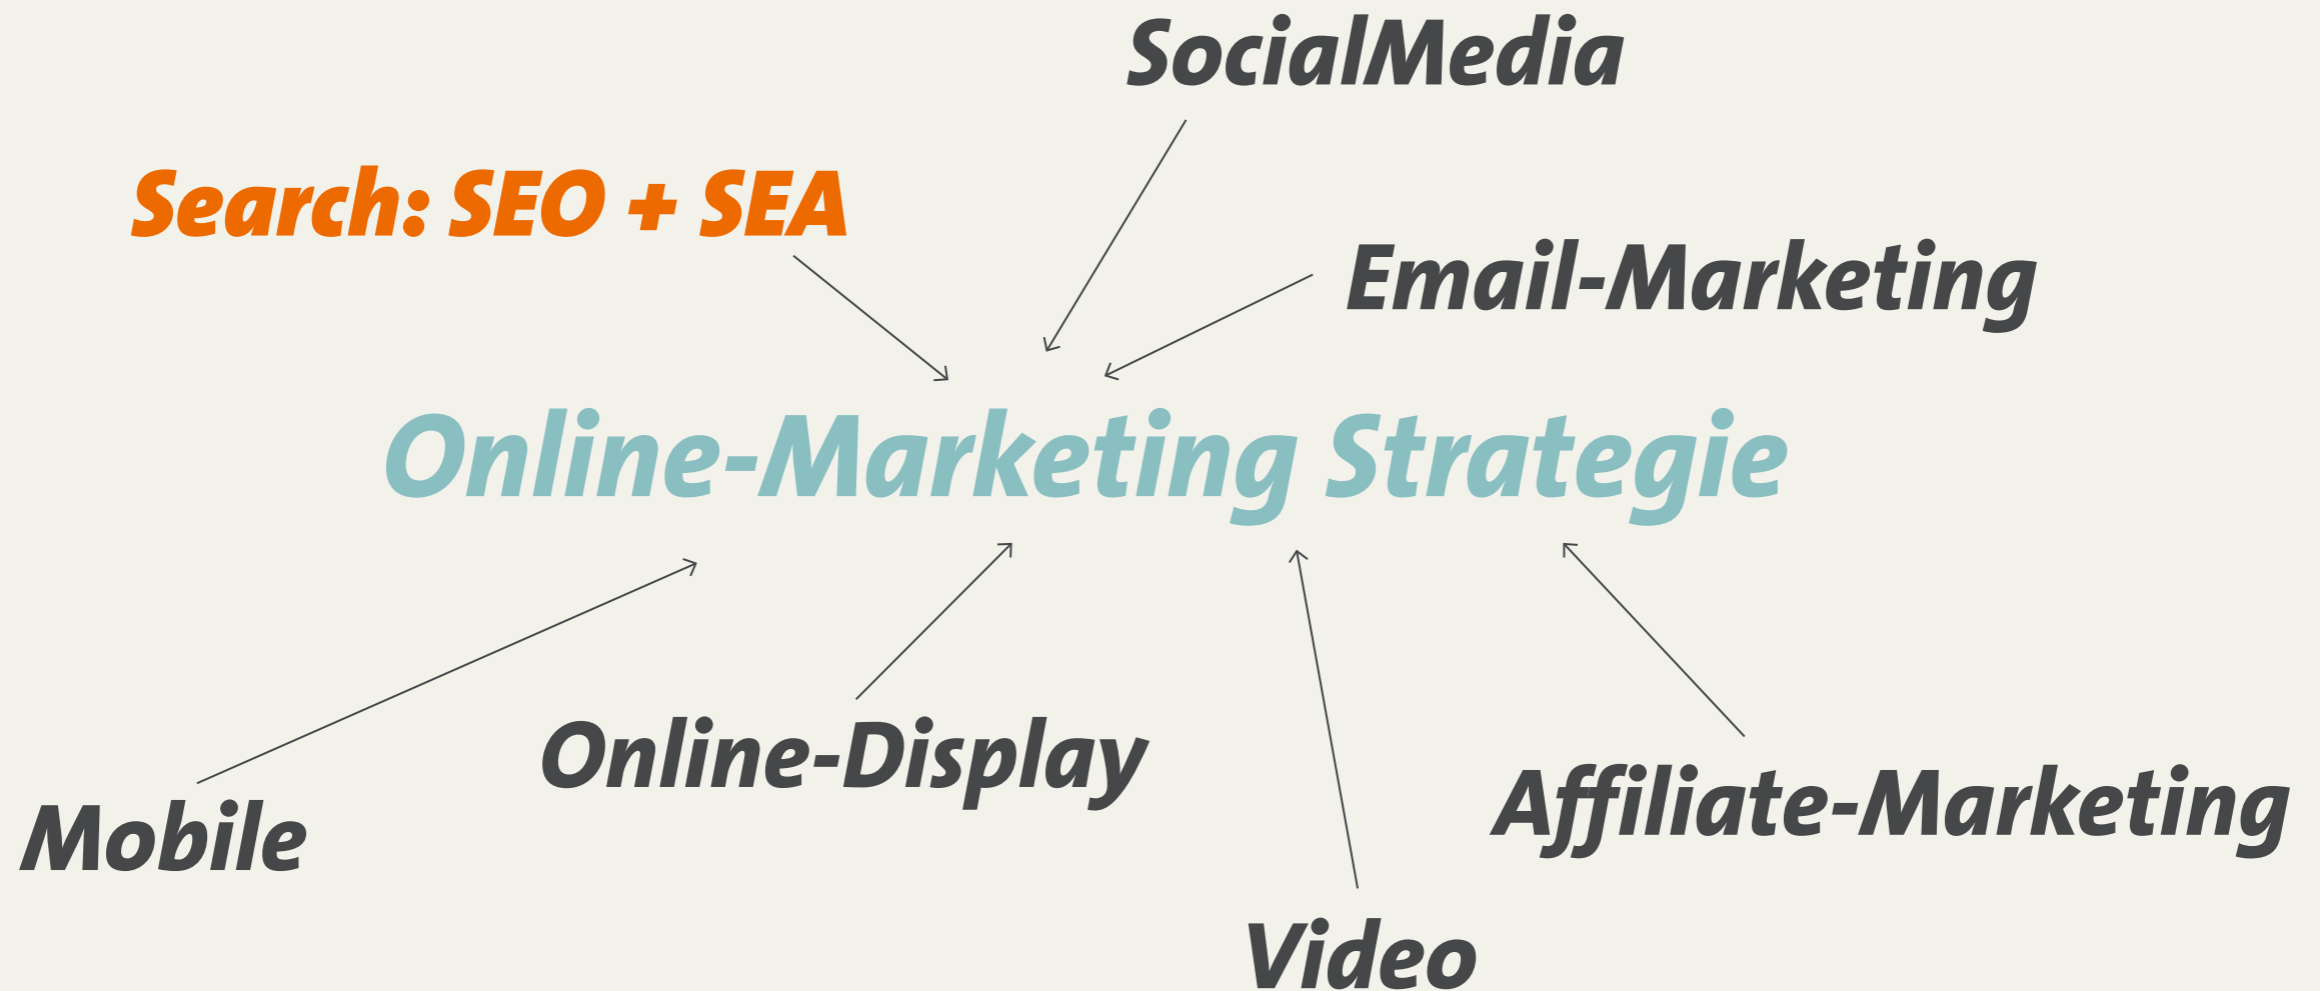 SocialMedia
Search: SEO + SEA
Email-Marketing
Online-Marketing Strategie
Online-Display
Mobile
Affiliate-Marketing
Video